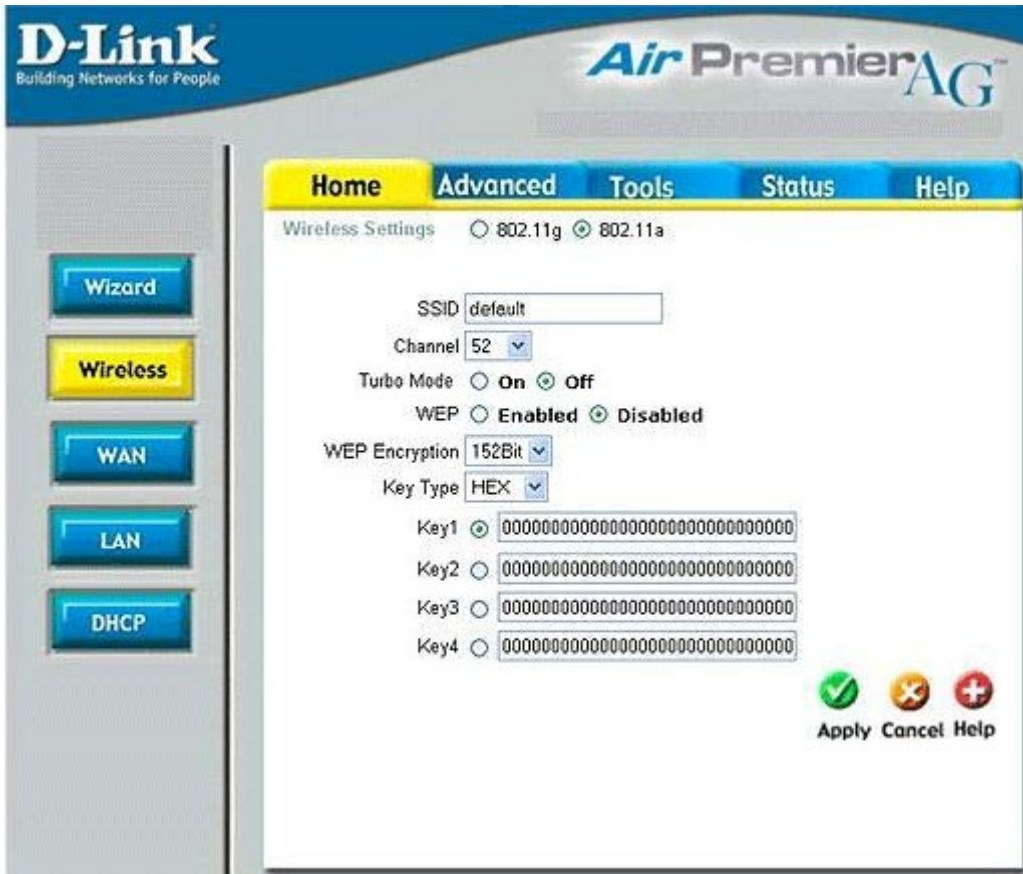 D-Link
Building Networks for People
Air Premier AG™
Home Advanced Tools Status Help
Wireless Settings 802.11g 802.11a
Wizard
Wireless
WAN
LAN
DHCP
SSID default
Channel 52
Turbo Mode On Off
WEP Enabled Disabled
WEP Encryption 152Bit
Key Type HEX
Key1 00000000000000000000000000000000
Key2 00000000000000000000000000000000
Key3 00000000000000000000000000000000
Key4 00000000000000000000000000000000
Apply Cancel Help